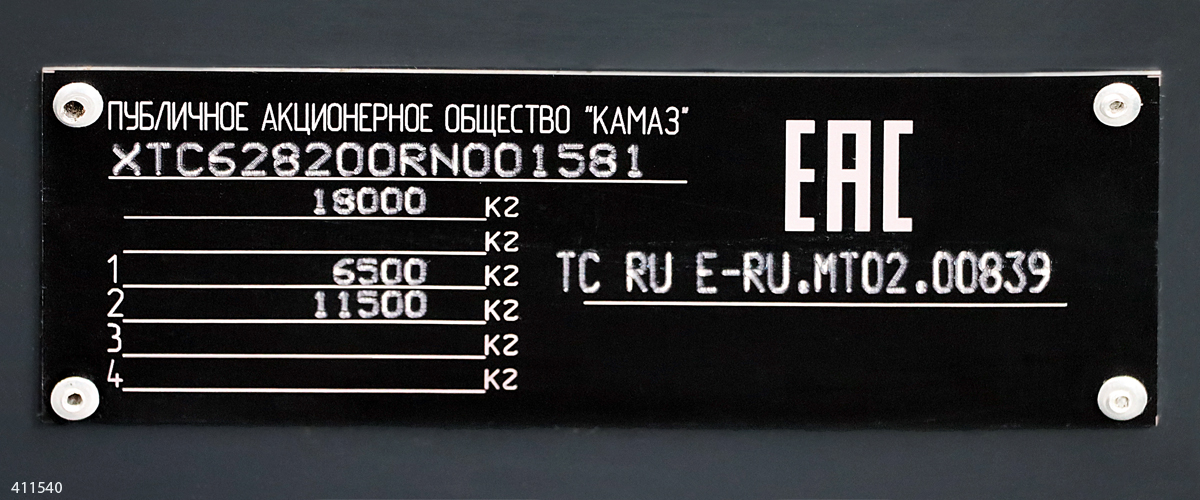 ПУБЛИЧНОЕ АКЦИОНЕРНОЕ ОБЩЕСТВО "КАМАЗ"
XTC628200RN001581
18000 кг
кг
1 6500 кг
2 11500 кг
3 кг
4 кг
EAC
TC RU E-RU.MT02.00839
411540